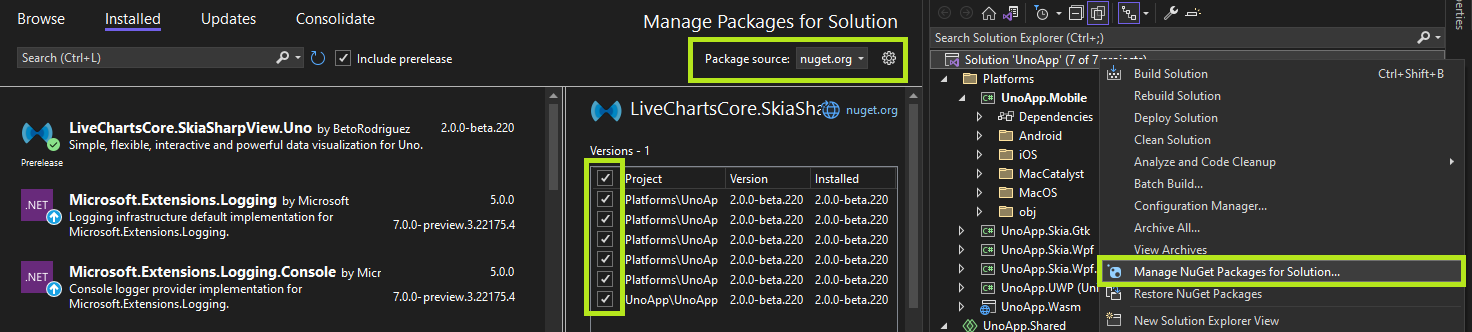 Browse Installed Updates Consolidate
Manage Packages for Solution
Search (Ctrl+L)
Include prerelease
Package source: nuget.org
LiveChartsCore.SkiaSharpView.Uno by BetoRodriguez 2.0.0-beta.220
Simple, flexible, interactive and powerful data visualization for Uno.
Prerelease
.NET
Microsoft.Extensions.Logging by Microsoft 5.0.0
Logging infrastructure default implementation for
Microsoft.Extensions.Logging.
7.0.0-preview.3.22175.4
.NET
Microsoft.Extensions.Logging.Console by Micr 5.0.0
Console logger provider implementation for
Microsoft.Extensions.Logging.
7.0.0-preview.3.22175.4
LiveChartsCore.SkiaSha nuget.org
Versions - 1
Project Version Installed
Platforms\UnoAp 2.0.0-beta.220 2.0.0-beta.220
Platforms\UnoAp 2.0.0-beta.220 2.0.0-beta.220
Platforms\UnoAp 2.0.0-beta.220 2.0.0-beta.220
Platforms\UnoAp 2.0.0-beta.220 2.0.0-beta.220
Platforms\UnoAp 2.0.0-beta.220 2.0.0-beta.220
UnoApp\UnoApp 2.0.0-beta.220 2.0.0-beta.220
Search Solution Explorer (Ctrl+;)
Solution 'UnoApp' (7 of 7 projects)
Platforms
C# UnoApp.Mobile
Dependencies
Android
iOS
MacCatalyst
MacOS
obj
C# UnoApp.Skia.Gtk
C# UnoApp.Skia.Wpf
C# UnoApp.Skia.Wpf.
C# UnoApp.UWP (Uni
UnoApp.Wasm
UnoApp.Shared
Build Solution Ctrl+Shift+B
Rebuild Solution
Deploy Solution
Clean Solution
Analyze and Code Cleanup
Batch Build...
Configuration Manager...
Archive All...
View Archives
Manage NuGet Packages for Solution...
Restore NuGet Packages
New Solution Explorer View